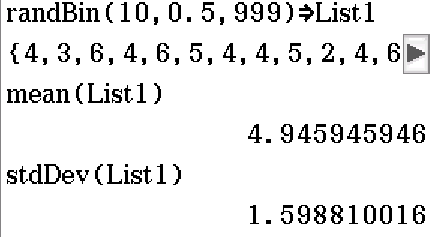 randBin(10,0.5,999)⇒List1
{4,3,6,4,6,5,4,4,5,2,4,6▶
mean(List1)
4.945945946
stdDev(List1)
1.598810016